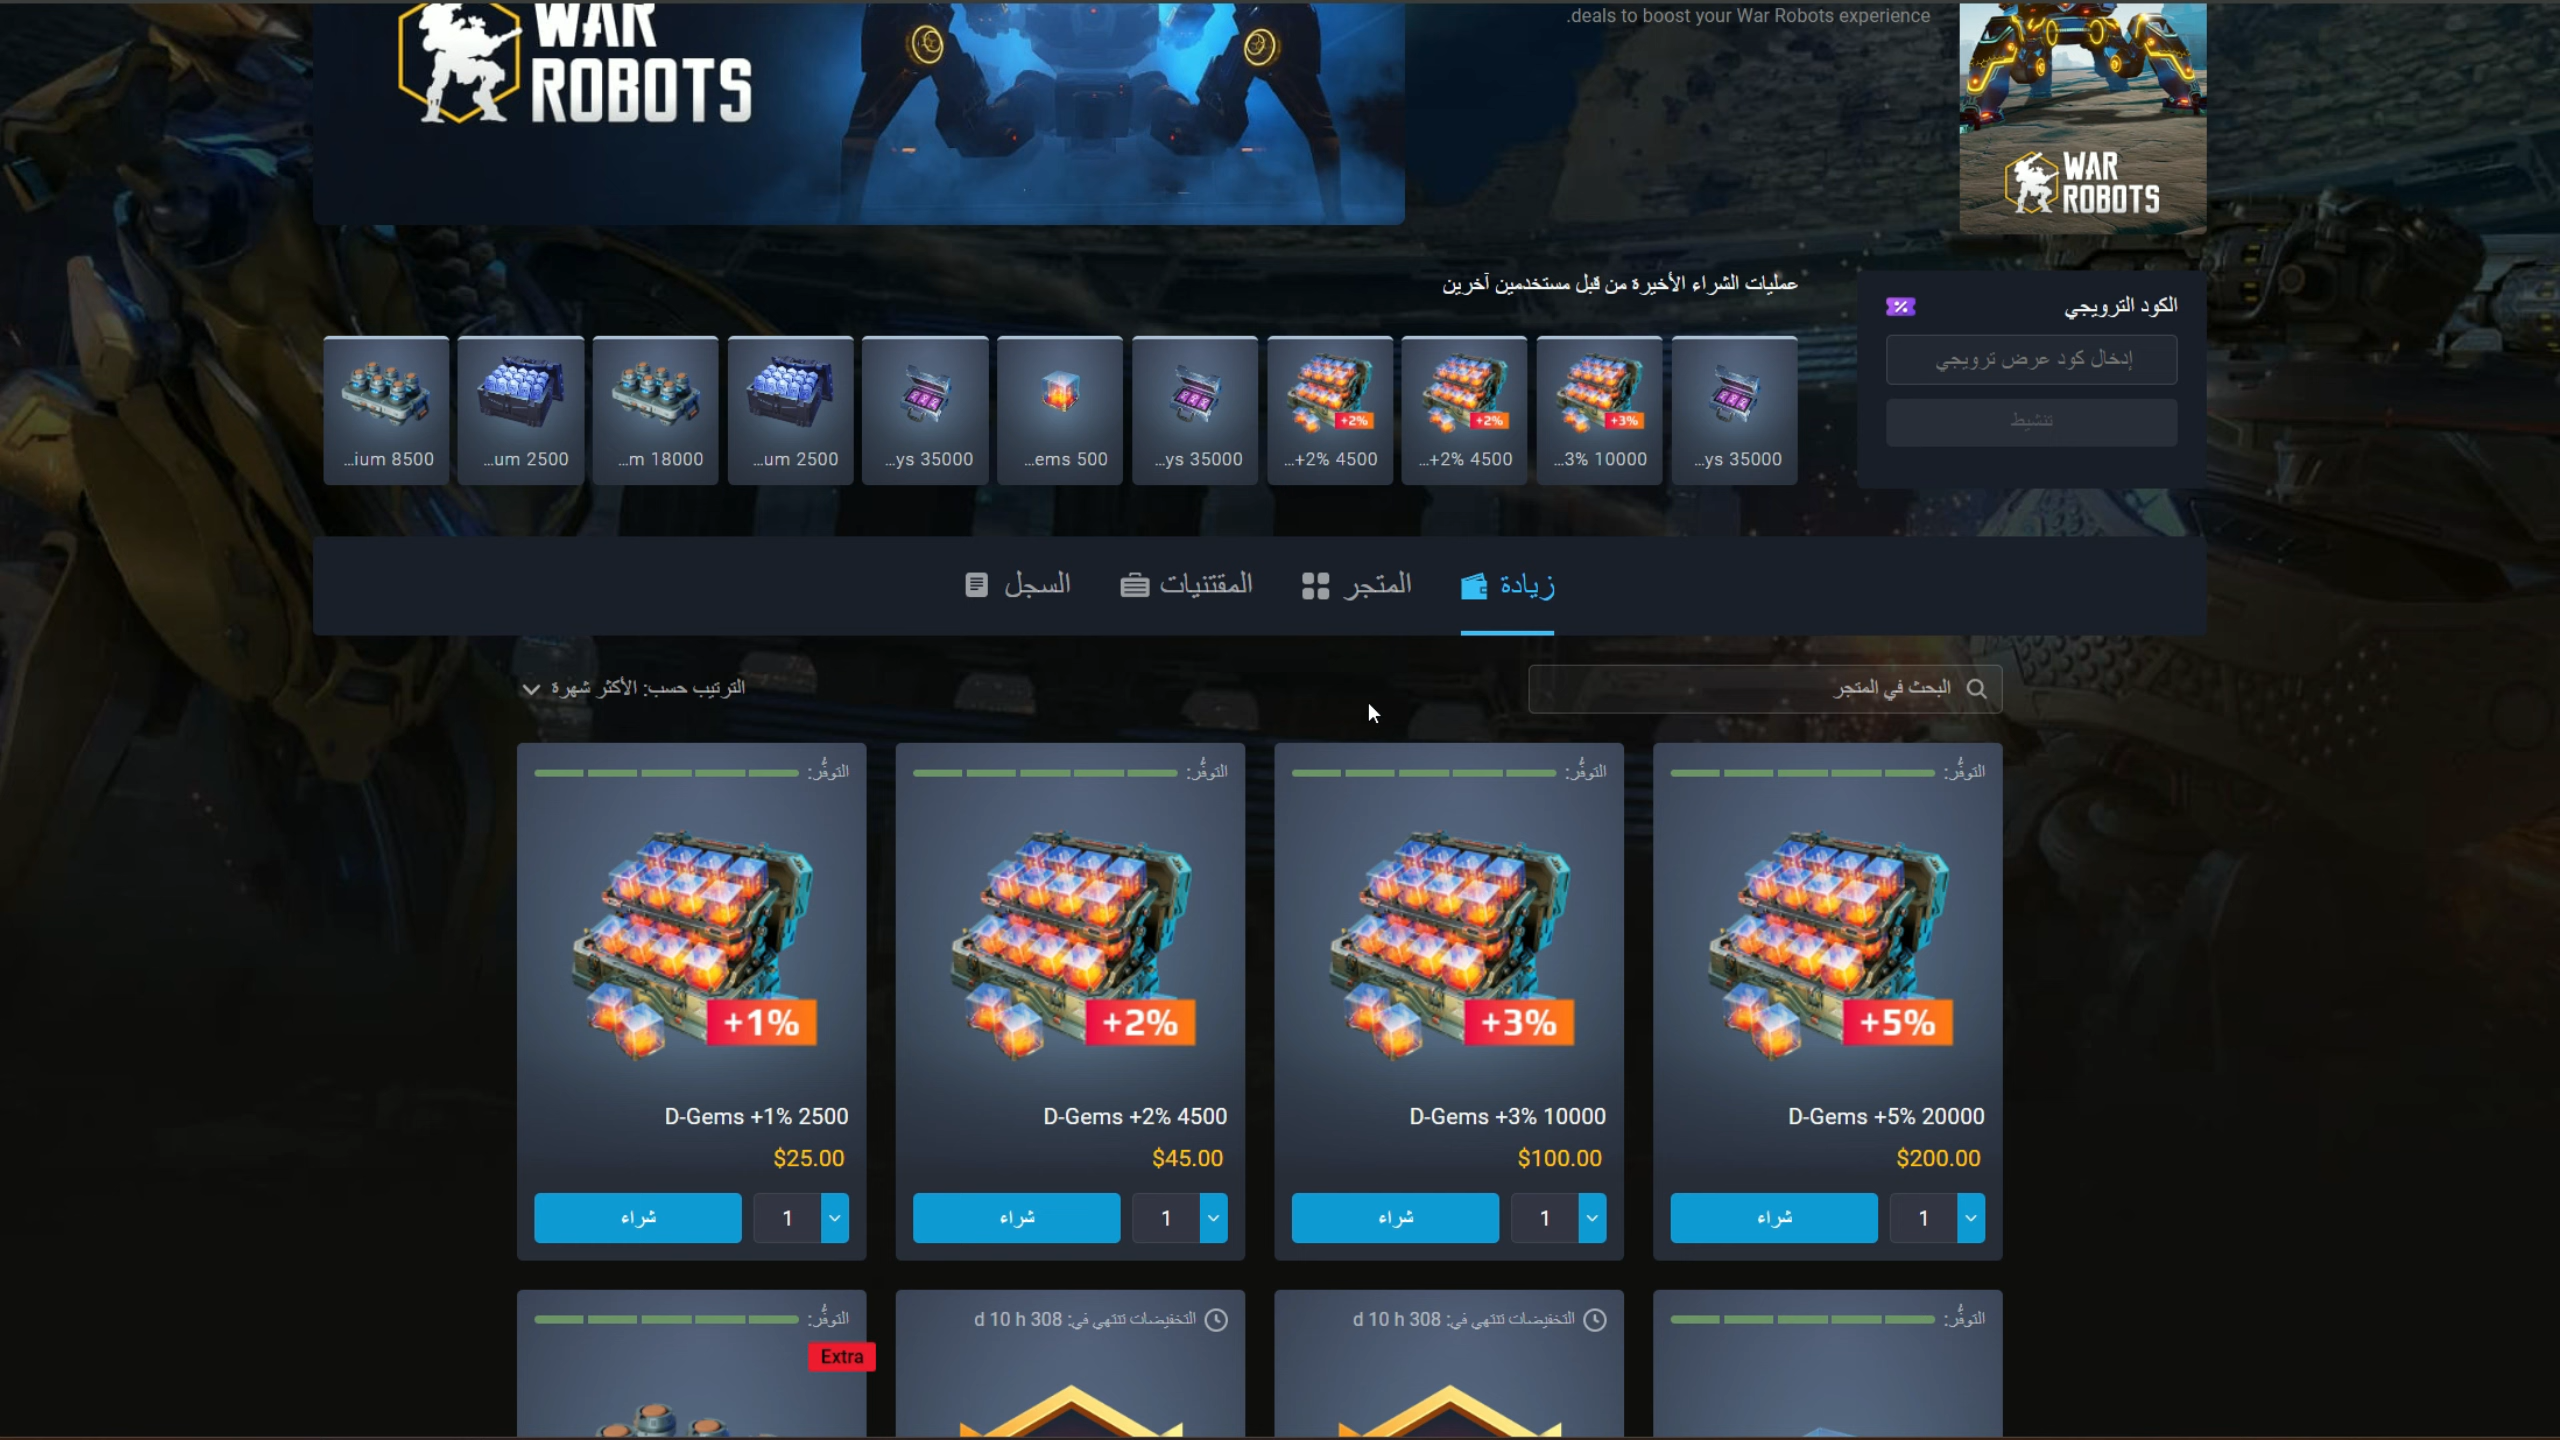 WAR
ROBOTS
deals to boost your War Robots experience.
WAR
ROBOTS
عمليات الشراء الأخيرة من قبل مستخدمين آخرين
الكود الترويجي
إدخال كود عرض ترويجي
تنشيط
35000 ys...
+3%
10000 3%...
+2%
4500 +2%...
+2%
4500 +2%...
35000 ys...
500 ems...
35000 ys...
2500 um...
18000 m...
2500 um...
8500 ium...
زيادة
المتجر
المقتنيات
السجل
البحث في المتجر
الترتيب حسب: الأكثر شهرة
التوفُّر:
+5%
D-Gems +5% 20000
$200.00
شراء
1
التوفُّر:
+3%
D-Gems +3% 10000
$100.00
شراء
1
التوفُّر:
+2%
D-Gems +2% 4500
$45.00
شراء
1
التوفُّر:
+1%
D-Gems +1% 2500
$25.00
شراء
1
التوفُّر:
التخفيضات تنتهي في: 308 d 10 h
التخفيضات تنتهي في: 308 d 10 h
التوفُّر:
Extra